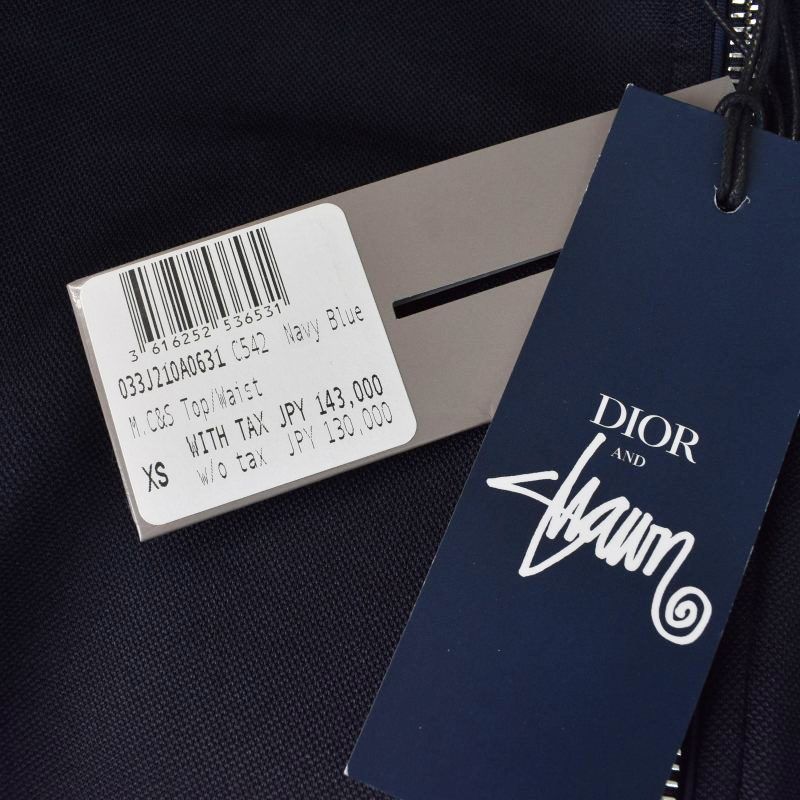 3 616252 536531
033J210A0631 C542 Navy Blue
M.C&S Top/Waist
WITH TAX JPY 143,000
XS w/o tax JPY 130,000
DIOR
AND
Shawn